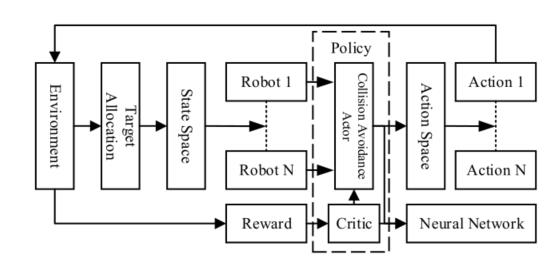 Policy
Environment
Target
Allocation
State Space
Robot 1
Robot N
Collision Avoidance
Actor
Action Space
Action 1
Action N
Reward
Critic
Neural Network